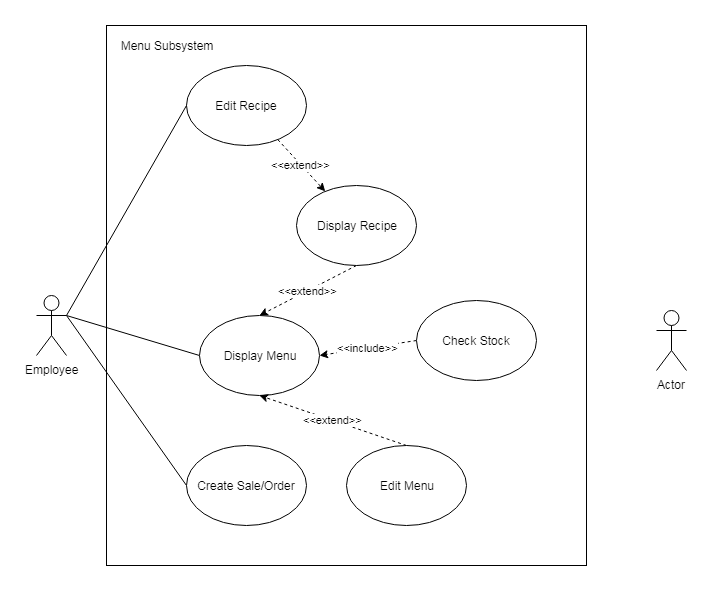 Menu Subsystem
Edit Recipe
<<extend>>
Display Recipe
<<extend>>
Display Menu
<<include>>
Check Stock
Employee
Actor
<<extend>>
Create Sale/Order
Edit Menu